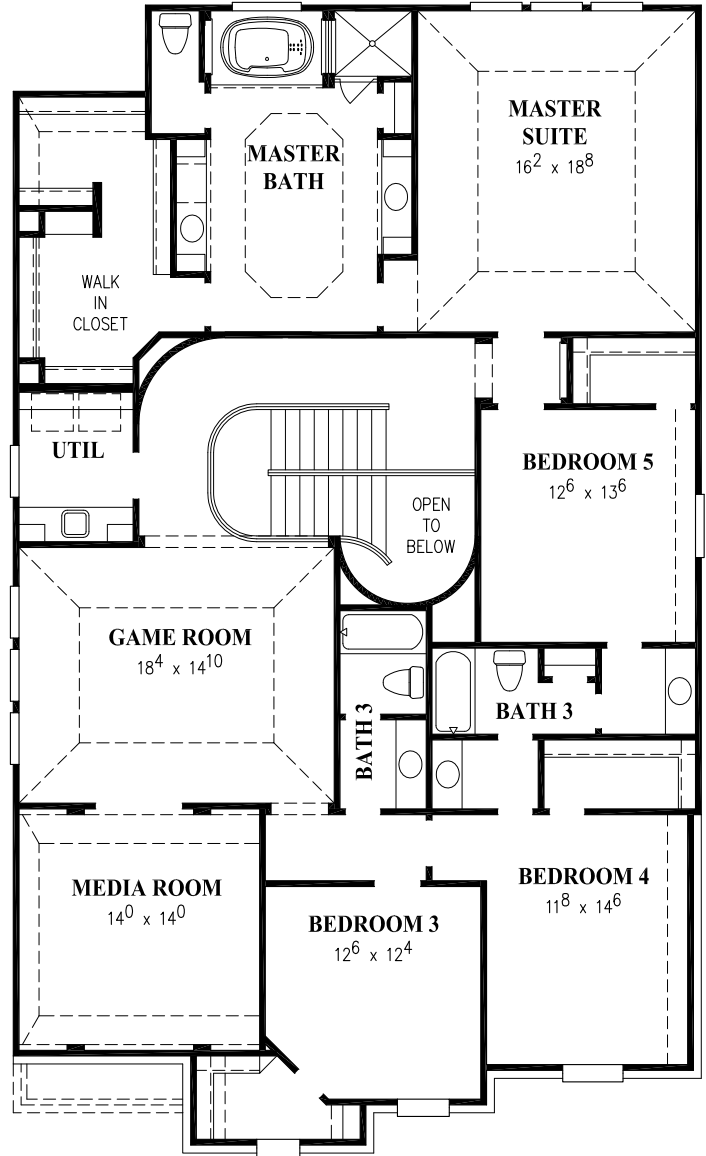 MASTER
SUITE
16² x 18⁸
MASTER
BATH
WALK
IN
CLOSET
UTIL
BEDROOM 5
12⁶ x 13⁶
OPEN
TO
BELOW
GAME ROOM
18⁴ x 14¹⁰
BATH 3
BATH 3
MEDIA ROOM
14⁰ x 14⁰
BEDROOM 4
11⁸ x 14⁶
BEDROOM 3
12⁶ x 12⁴